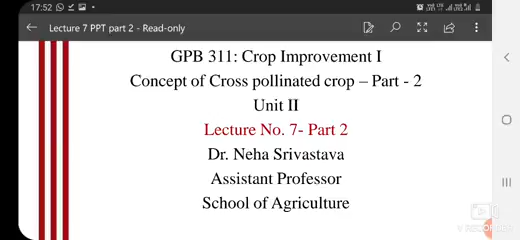 17:52
Lecture 7 PPT part 2 - Read-only
GPB 311: Crop Improvement I
Concept of Cross pollinated crop – Part - 2
Unit II
Lecture No. 7- Part 2
Dr. Neha Srivastava
Assistant Professor
School of Agriculture